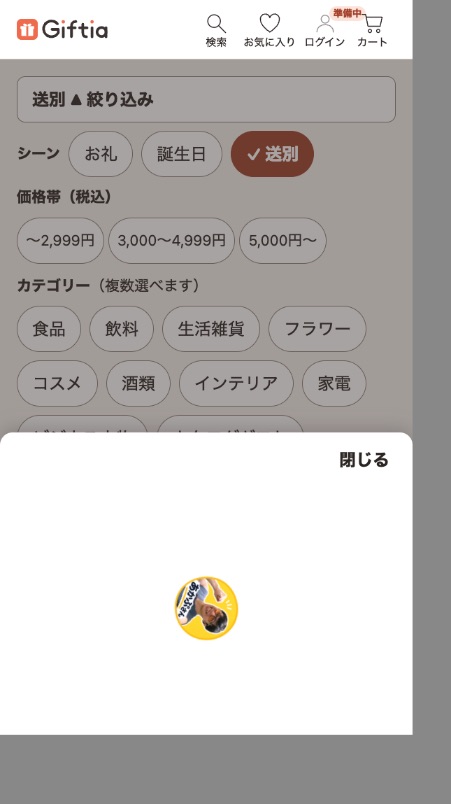 Giftia
検索
お気に入り
準備中
ログイン
カート
送別 ▲ 絞り込み
シーン
お礼
誕生日
✓ 送別
価格帯（税込）
〜2,999円
3,000〜4,999円
5,000円〜
カテゴリー（複数選べます）
食品
飲料
生活雑貨
フラワー
コスメ
酒類
インテリア
家電
閉じる